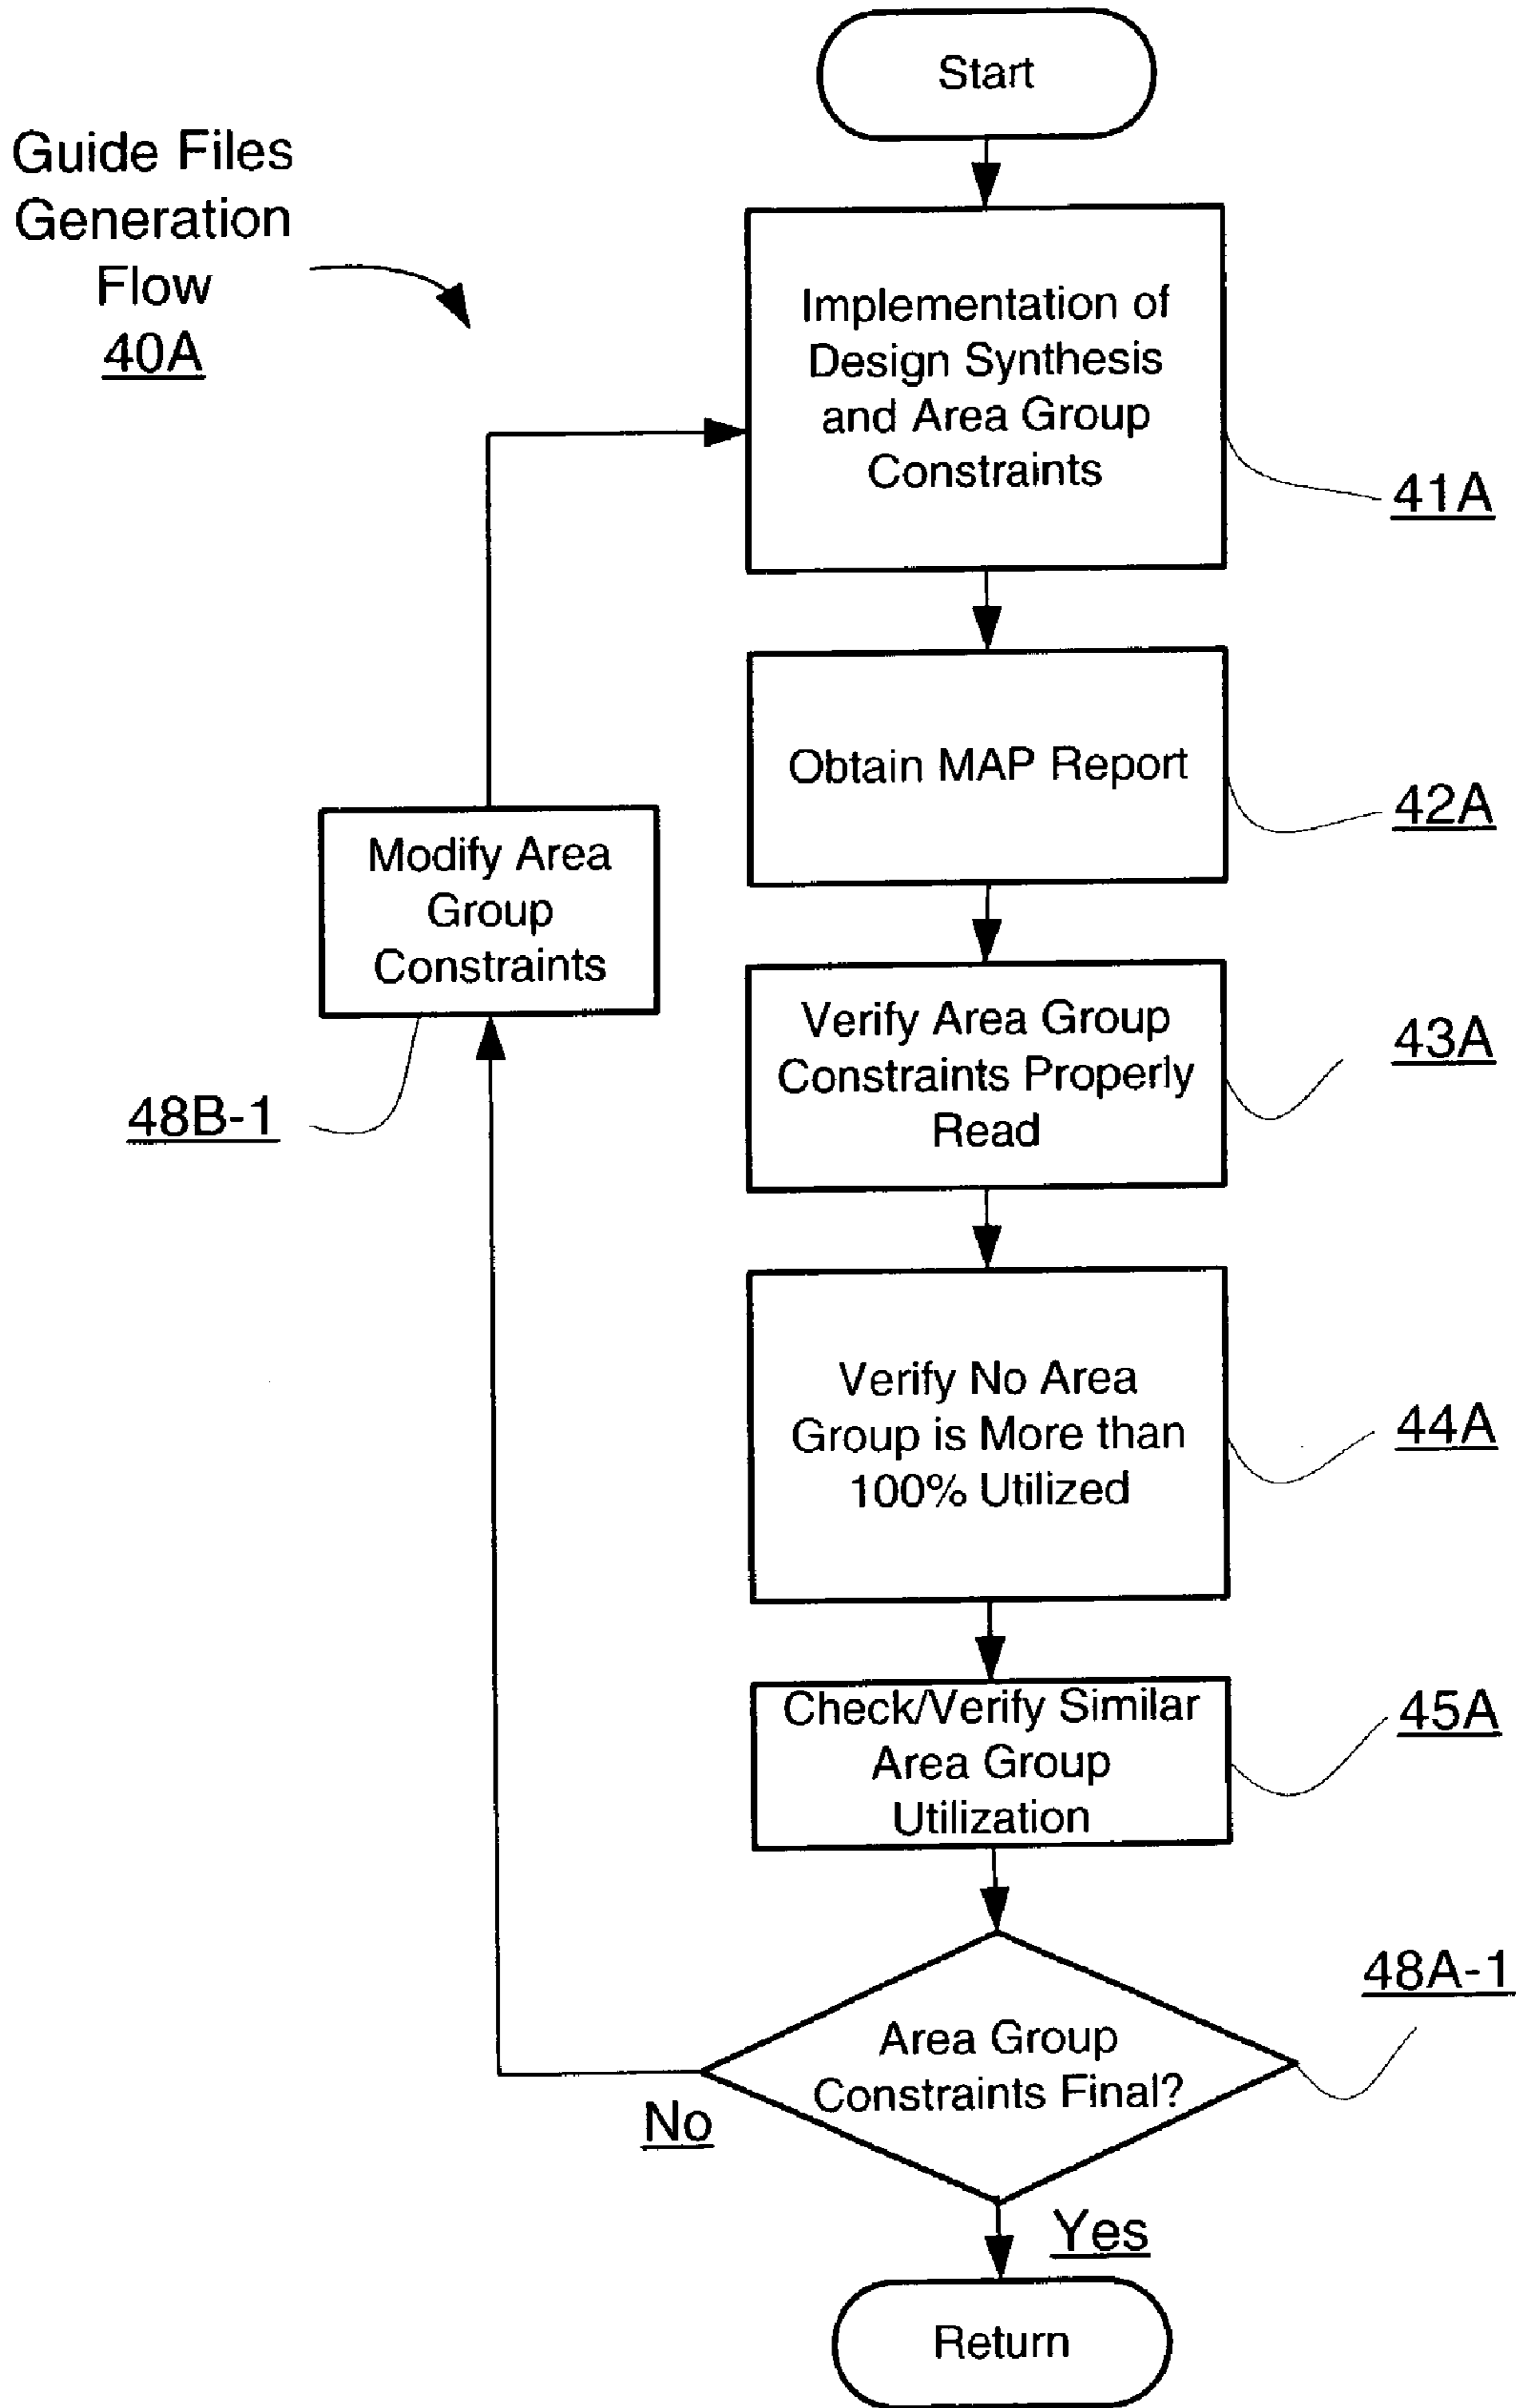 Start
Guide Files
Generation
Flow
40A
Implementation of
Design Synthesis
and Area Group
Constraints
41A
Obtain MAP Report
42A
Modify Area
Group
Constraints
48B-1
Verify Area Group
Constraints Properly
Read
43A
Verify No Area
Group is More than
100% Utilized
44A
Check/Verify Similar
Area Group
Utilization
45A
Area Group
Constraints Final?
48A-1
No
Yes
Return